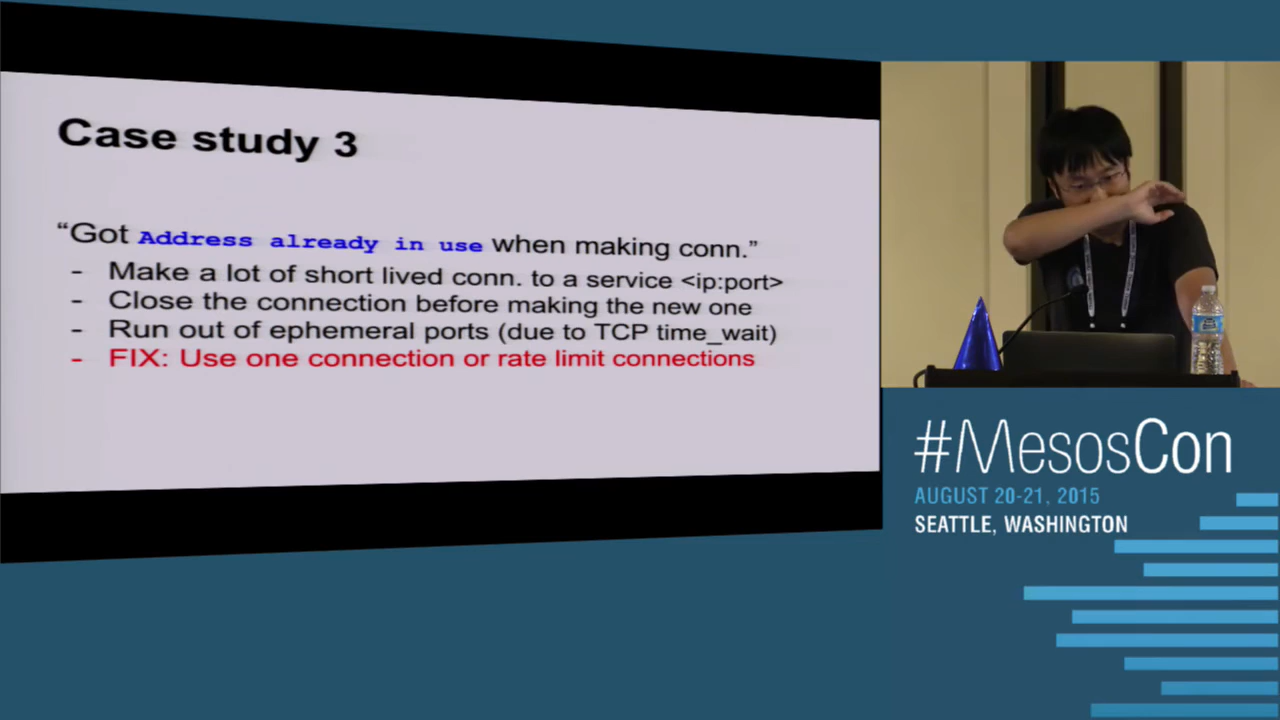 Case study 3
“Got Address already in use when making conn.”
- Make a lot of short lived conn. to a service <ip:port>
- Close the connection before making the new one
- Run out of ephemeral ports (due to TCP time_wait)
- FIX: Use one connection or rate limit connections
#MesosCon
AUGUST 20-21, 2015
SEATTLE, WASHINGTON